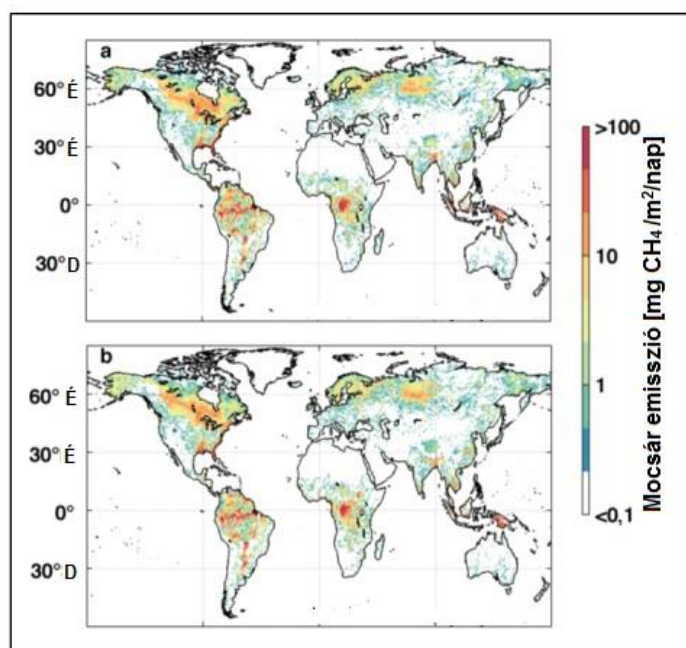 a
60° É
30° É
0°
30° D
b
60° É
30° É
0°
30° D
>100
10
1
<0,1
Mocsár emisszió [mg CH₄ /m²/nap]